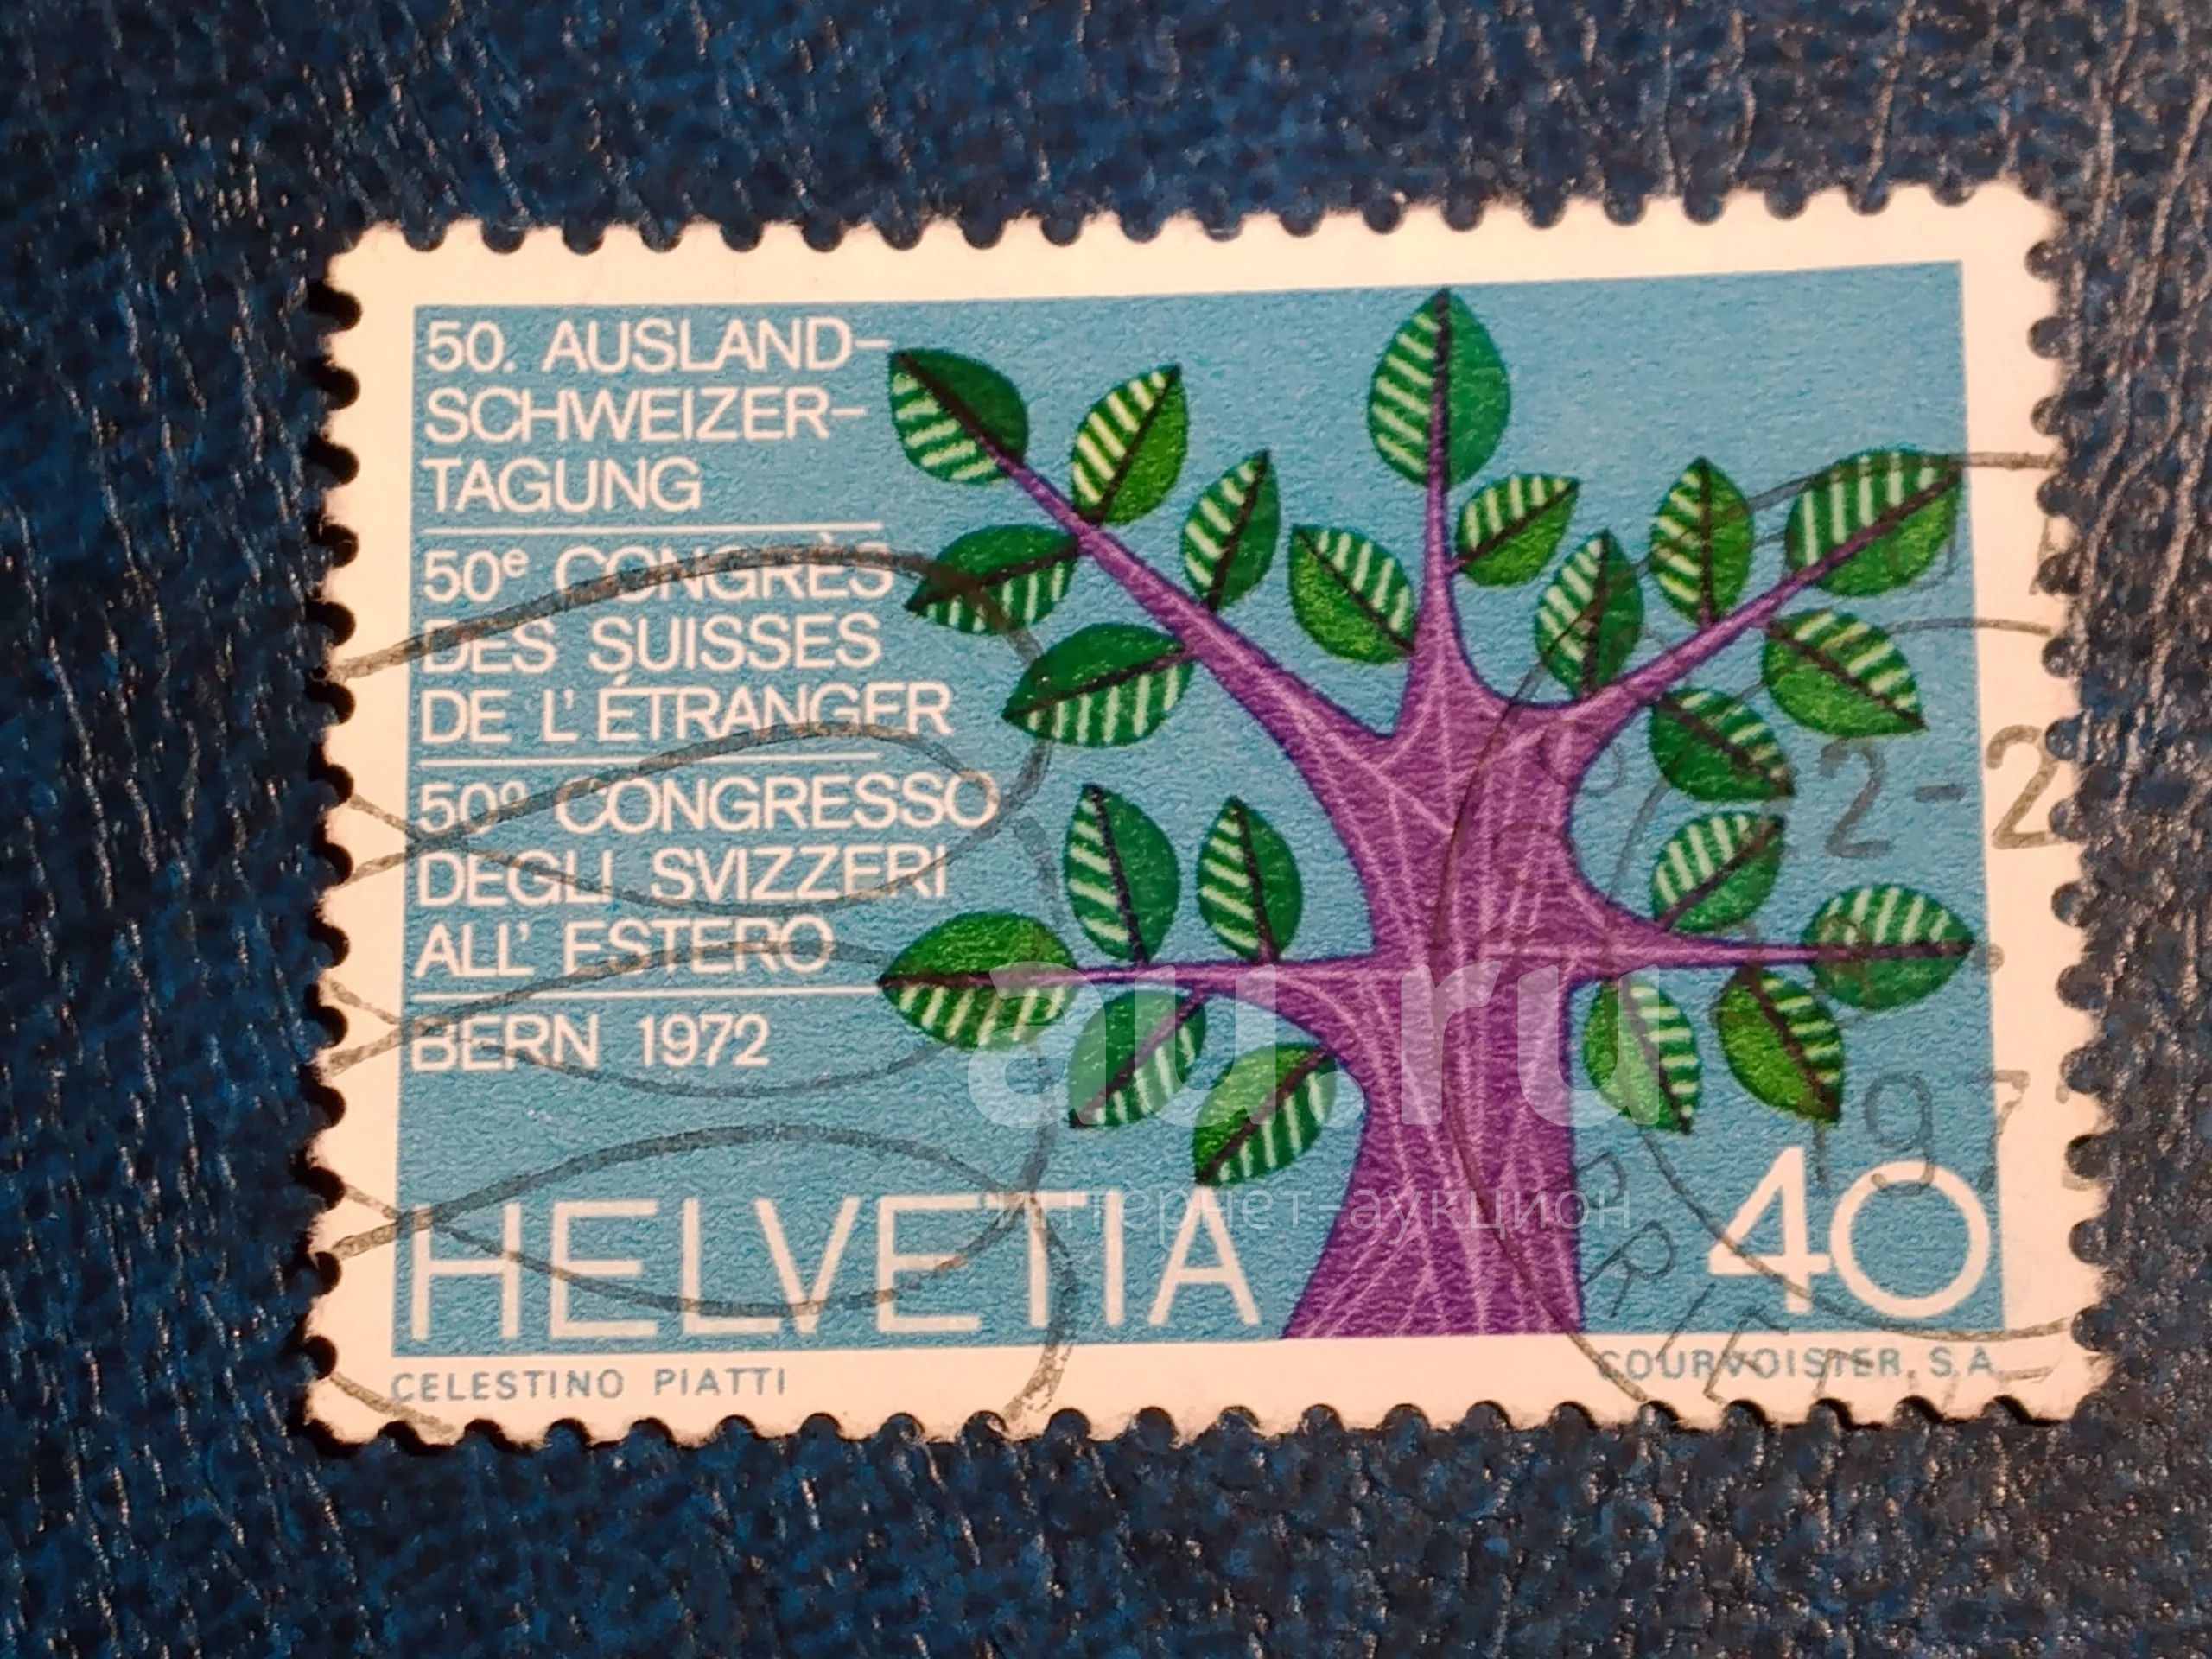 50. AUSLAND-
SCHWEIZER-
TAGUNG
50e CONGRÈS
DES SUISSES
DE L'ÉTRANGER
50o CONGRESSO
DEGLI SVIZZERI
ALL' ESTERO
BERN 1972
HELVETIA
40
CELESTINO PIATTI
COURVOISIER S.A.
au.ru
интернет-аукцион